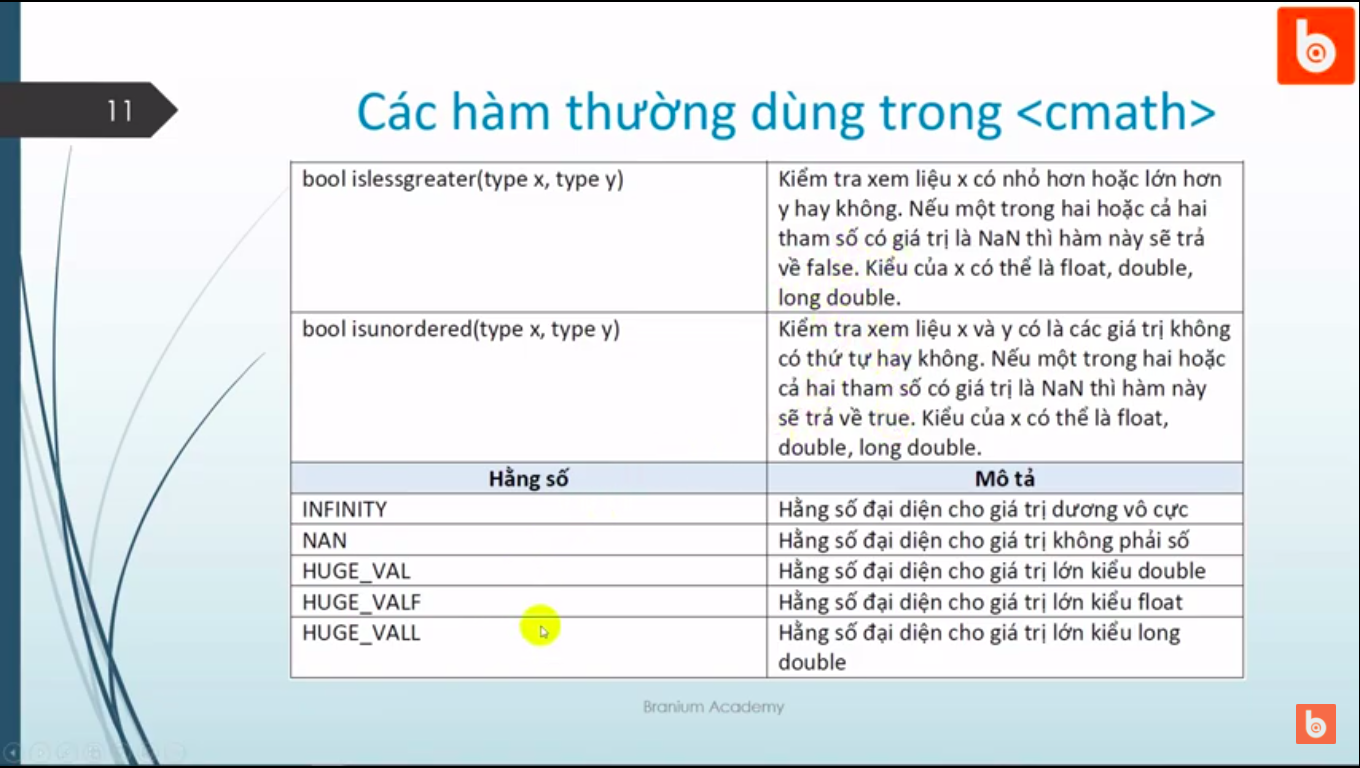 11
Các hàm thường dùng trong <cmath>
bool islessgreater(type x, type y)
Kiểm tra xem liệu x có nhỏ hơn hoặc lớn hơn
y hay không. Nếu một trong hai hoặc cả hai
tham số có giá trị là NaN thì hàm này sẽ trả
về false. Kiểu của x có thể là float, double,
long double.
bool isunordered(type x, type y)
Kiểm tra xem liệu x và y có là các giá trị không
có thứ tự hay không. Nếu một trong hai hoặc
cả hai tham số có giá trị là NaN thì hàm này
sẽ trả về true. Kiểu của x có thể là float,
double, long double.
Hằng số
Mô tả
INFINITY
Hằng số đại diện cho giá trị dương vô cực
NAN
Hằng số đại diện cho giá trị không phải số
HUGE_VAL
Hằng số đại diện cho giá trị lớn kiểu double
HUGE_VALF
Hằng số đại diện cho giá trị lớn kiểu float
HUGE_VALL
Hằng số đại diện cho giá trị lớn kiểu long
double
Branium Academy